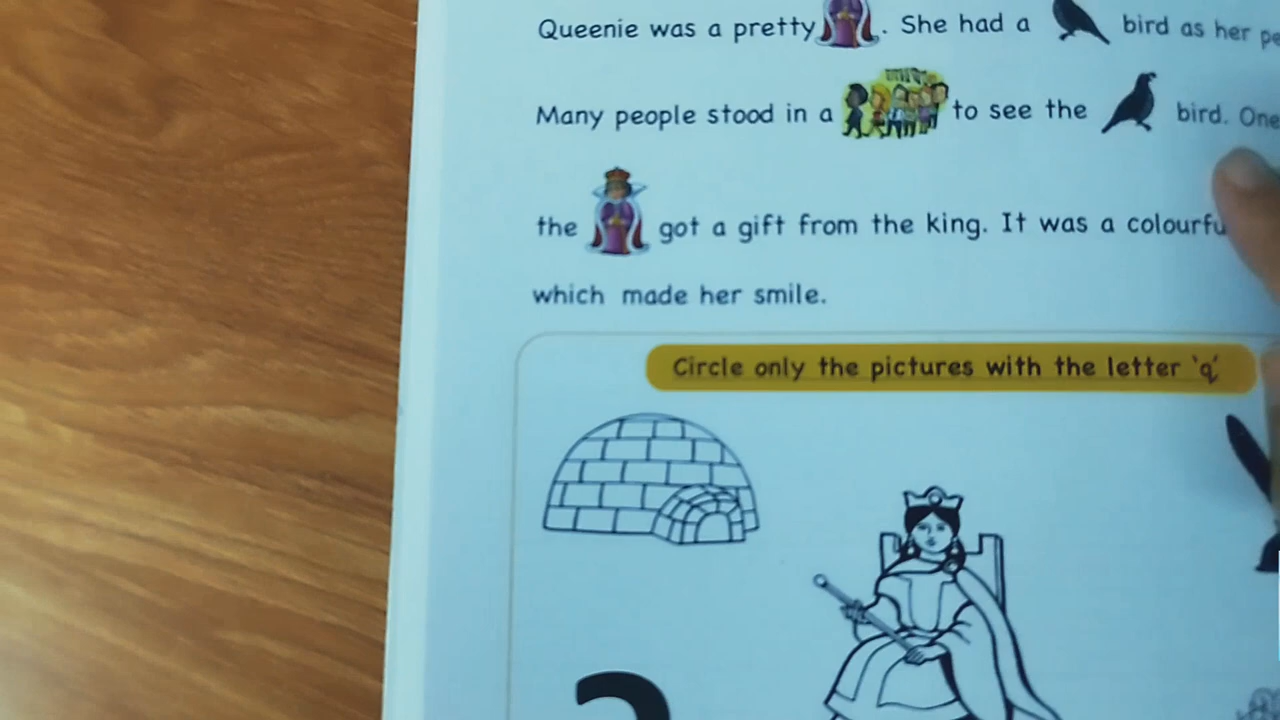 Queenie was a pretty . She had a bird as her
Many people stood in a to see the bird. One
the got a gift from the king. It was a
which made her smile.
Circle only the pictures with the letter 'q'
?